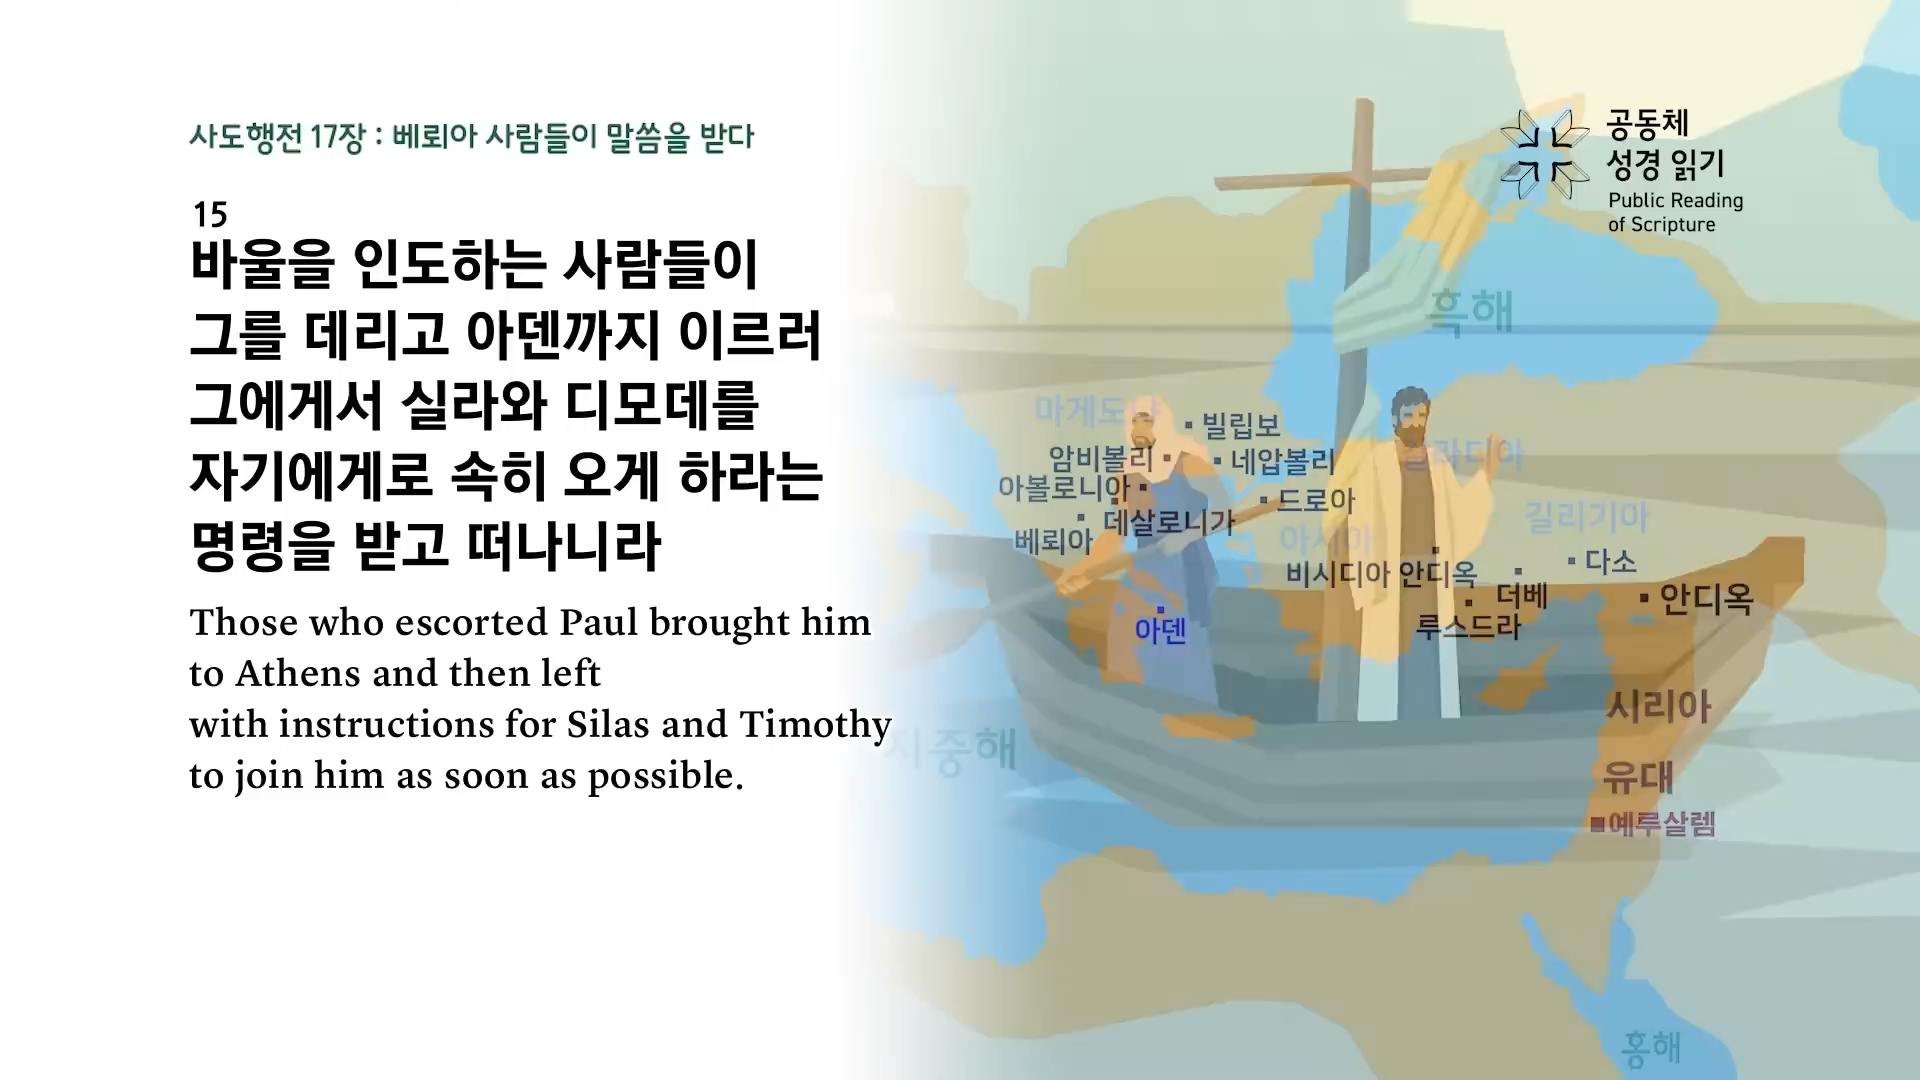 사도행전 17장 : 베뢰아 사람들이 말씀을 받다
15
바울을 인도하는 사람들이
그를 데리고 아덴까지 이르러
그에게서 실라와 디모데를
자기에게로 속히 오게 하라는
명령을 받고 떠나니라
Those who escorted Paul brought him
to Athens and then left
with instructions for Silas and Timothy
to join him as soon as possible.
공동체
성경 읽기
Public Reading
of Scripture
흑해
빌립보
암비볼리
네압볼리
아볼로니아
드로아
데살로니가
베뢰아
아시아
길리기아
다소
비시디아 안디옥
더베
안디옥
루스드라
아덴
시리아
지중해
유대
예루살렘
홍해